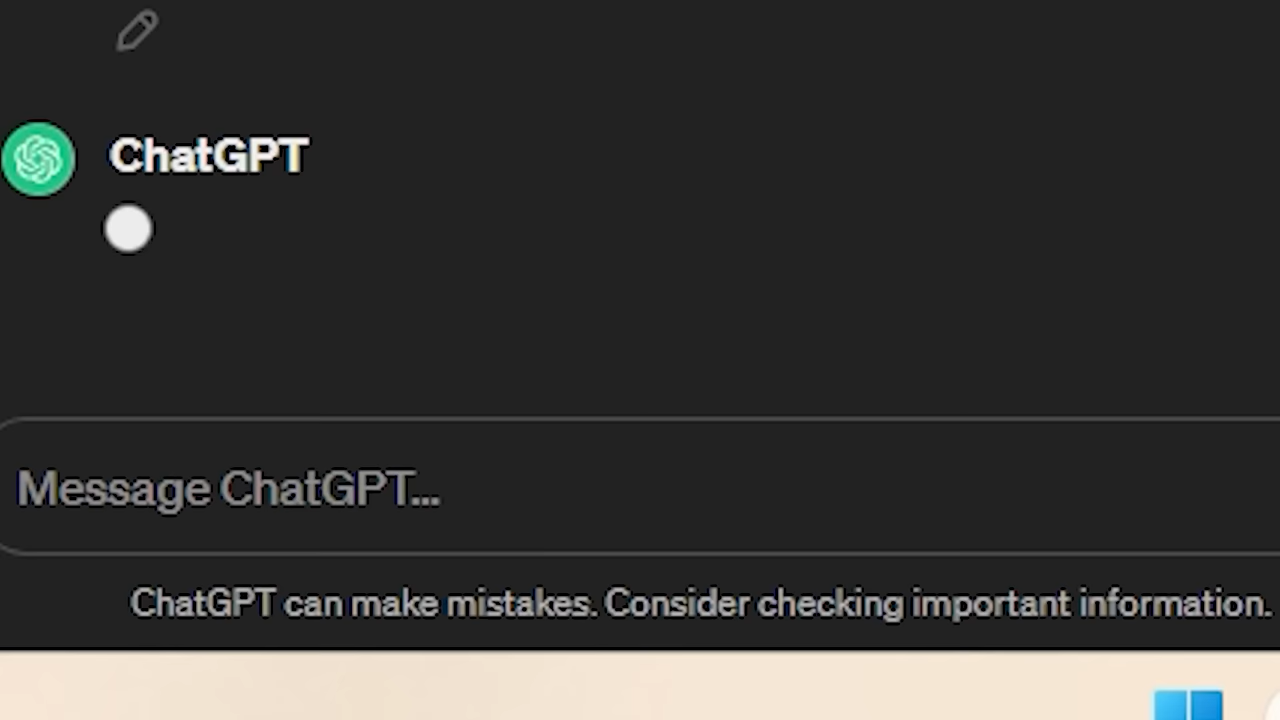 ChatGPT
Message ChatGPT...
ChatGPT can make mistakes. Consider checking important information.